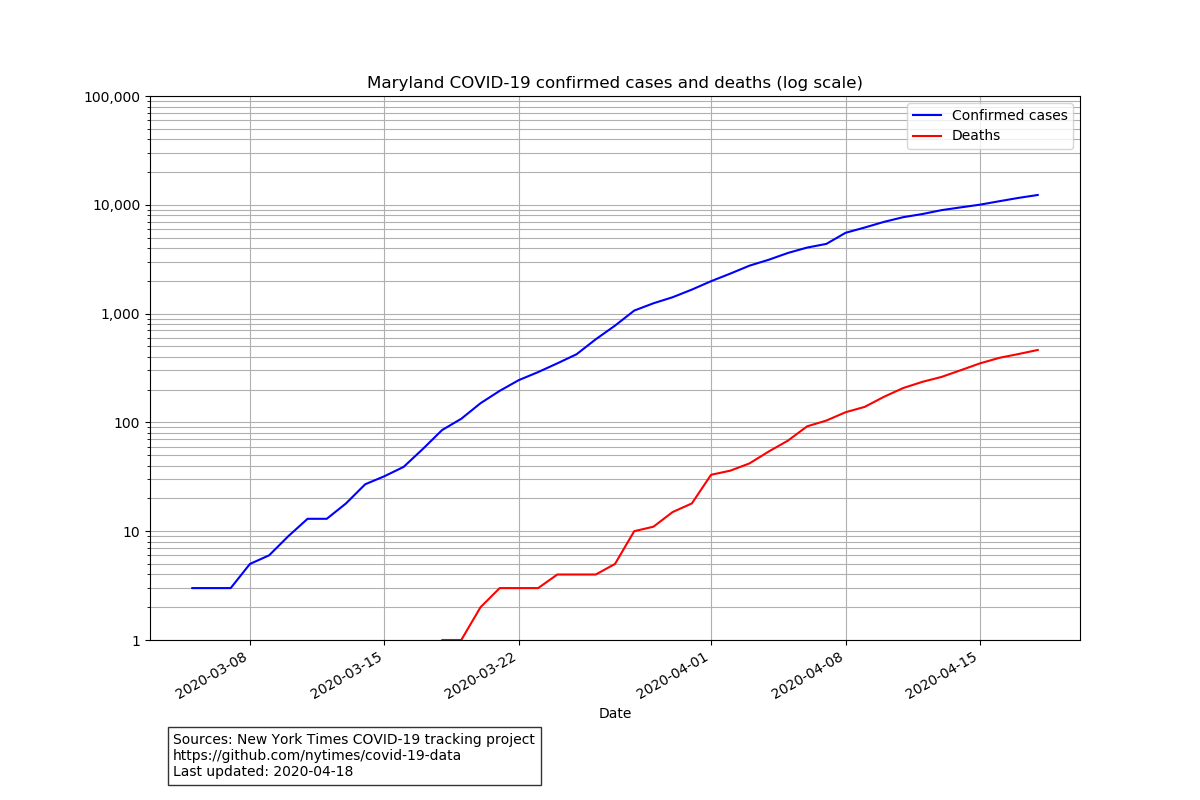 Maryland COVID-19 confirmed cases and deaths (log scale)
100,000
10,000
1,000
100
10
1
Confirmed cases
Deaths
2020-03-08
2020-03-15
2020-03-22
2020-04-01
2020-04-08
2020-04-15
Date
Sources: New York Times COVID-19 tracking project
https://github.com/nytimes/covid-19-data
Last updated: 2020-04-18